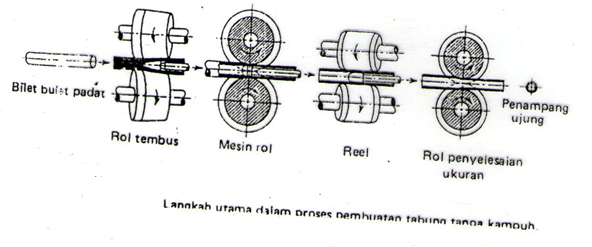 Bilet bulat padat
Rol tembus
Mesin rol
Reel
Rol penyelesaian
ukuran
Penampang
ujung
Langkah utama dalam proses pembuatan tabung tanpa kampuh.